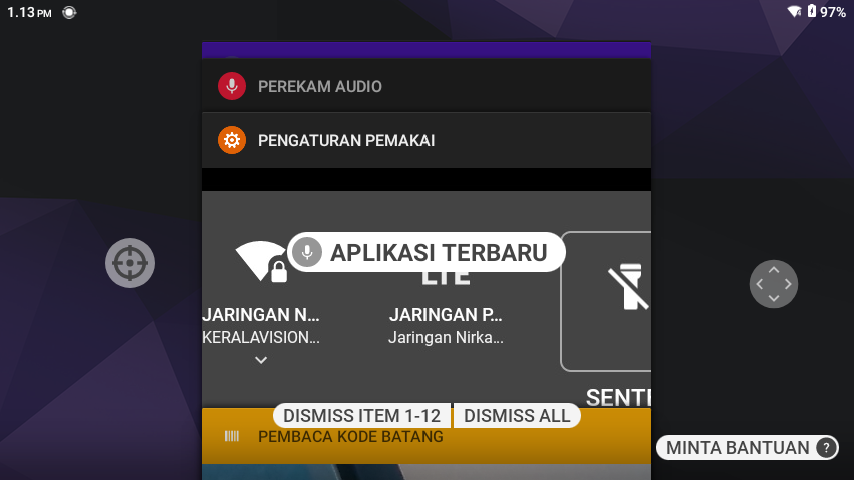 1.13 PM
97%
PEREKAM AUDIO
PENGATURAN PEMAKAI
APLIKASI TERBARU
LTE
JARINGAN N...
JARINGAN P...
KERALAVISION...
Jaringan Nirka...
SENTE
DISMISS ITEM 1-12
DISMISS ALL
PEMBACA KODE BATANG
MINTA BANTUAN ?